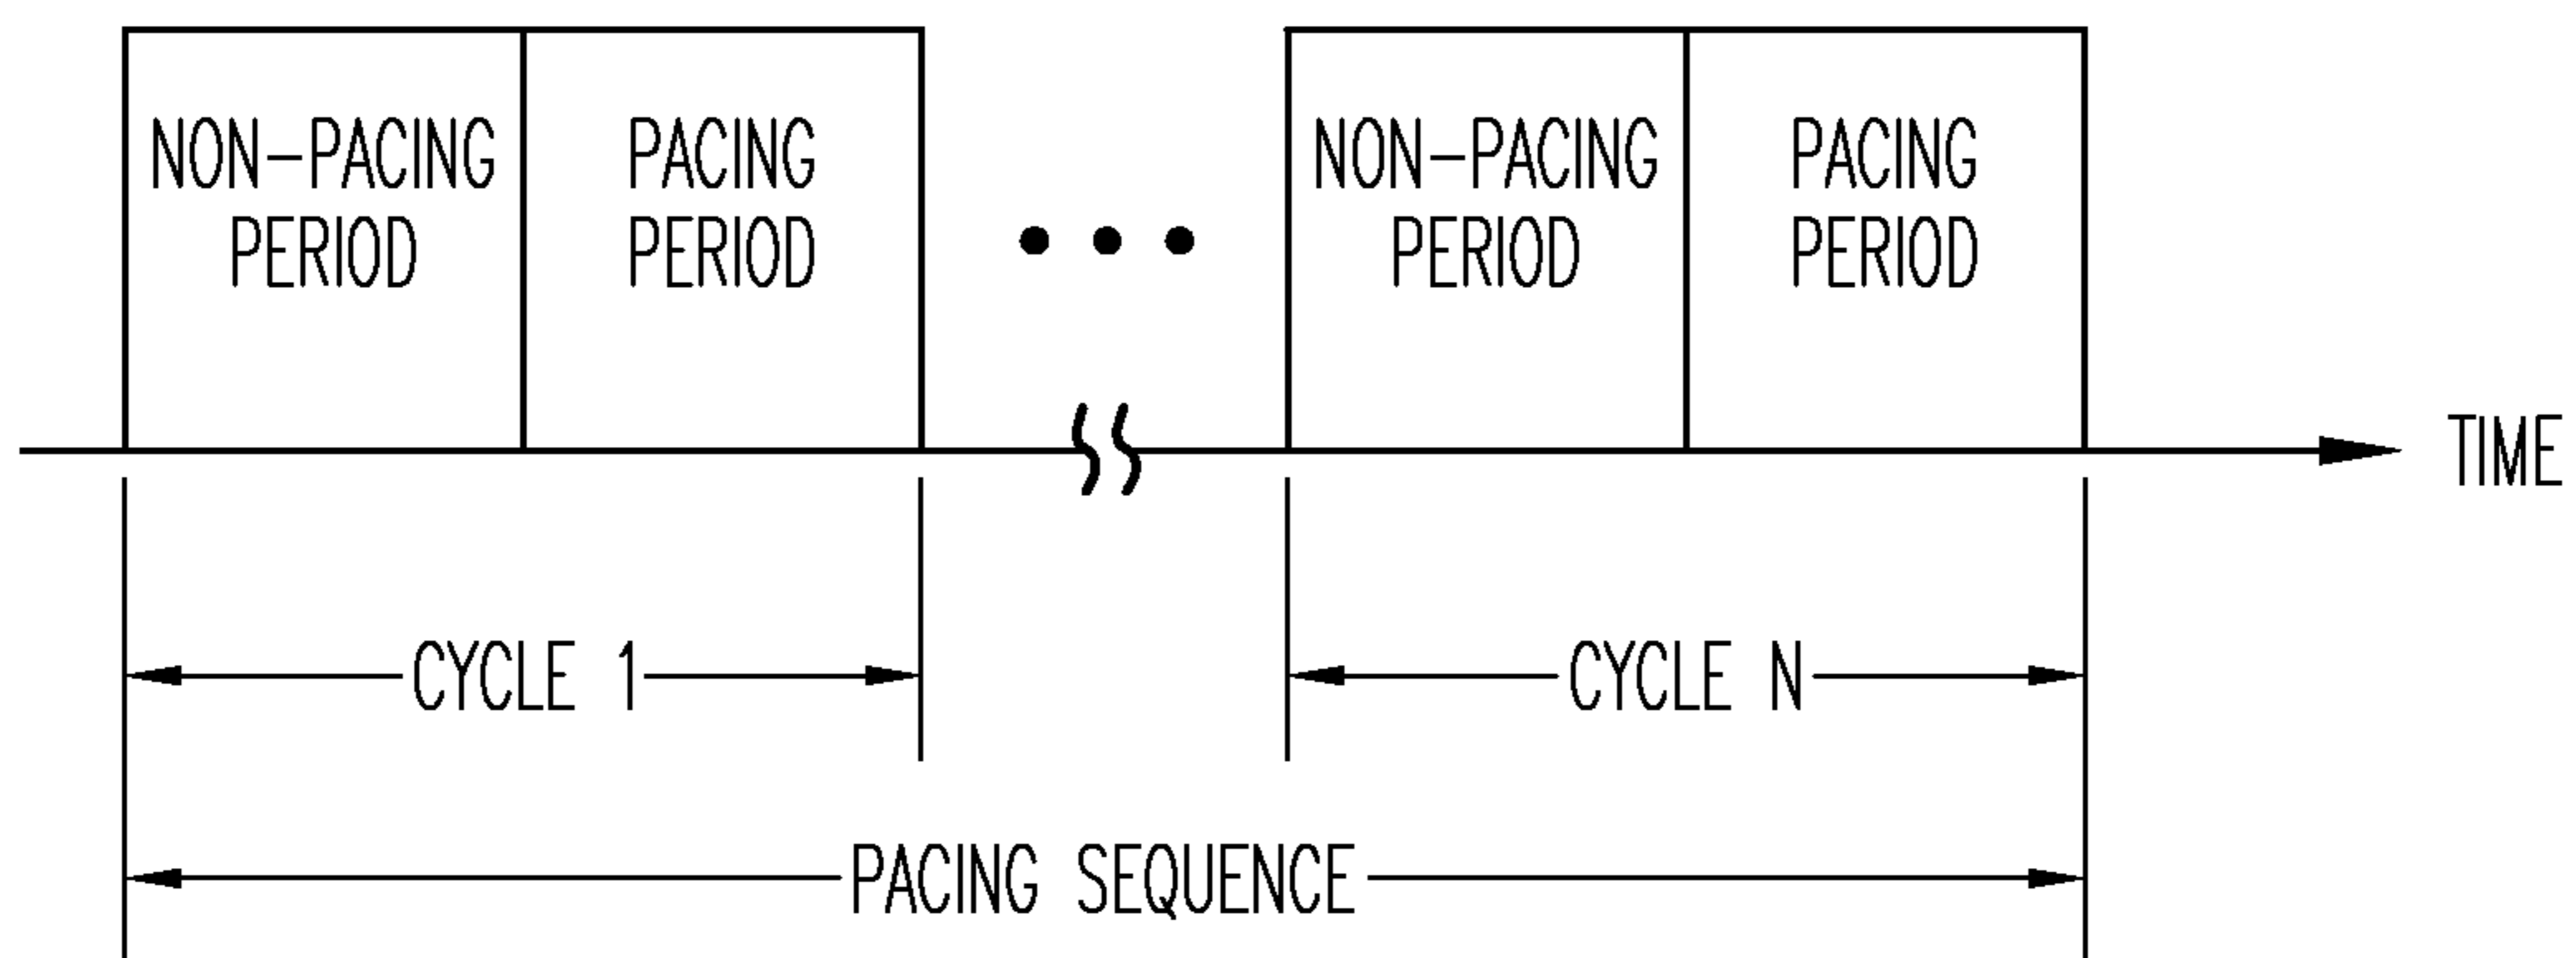 NON-PACING
PERIOD
PACING
PERIOD
NON-PACING
PERIOD
PACING
PERIOD
TIME
CYCLE 1
CYCLE N
PACING SEQUENCE